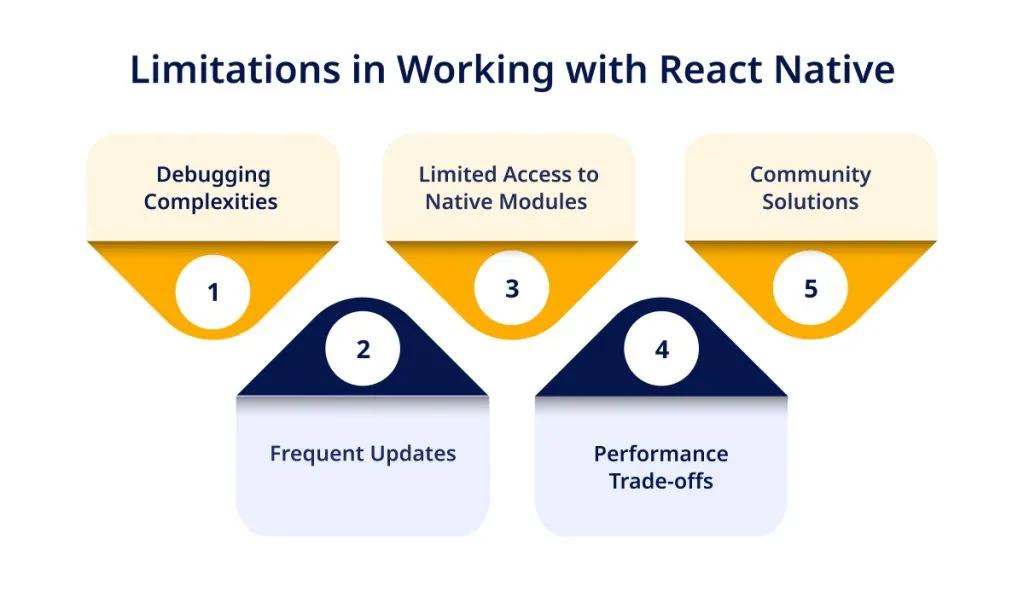 Limitations in Working with React Native
Debugging
Complexities
1
2
Frequent Updates
Limited Access to
Native Modules
3
4
Performance
Trade-offs
Community
Solutions
5